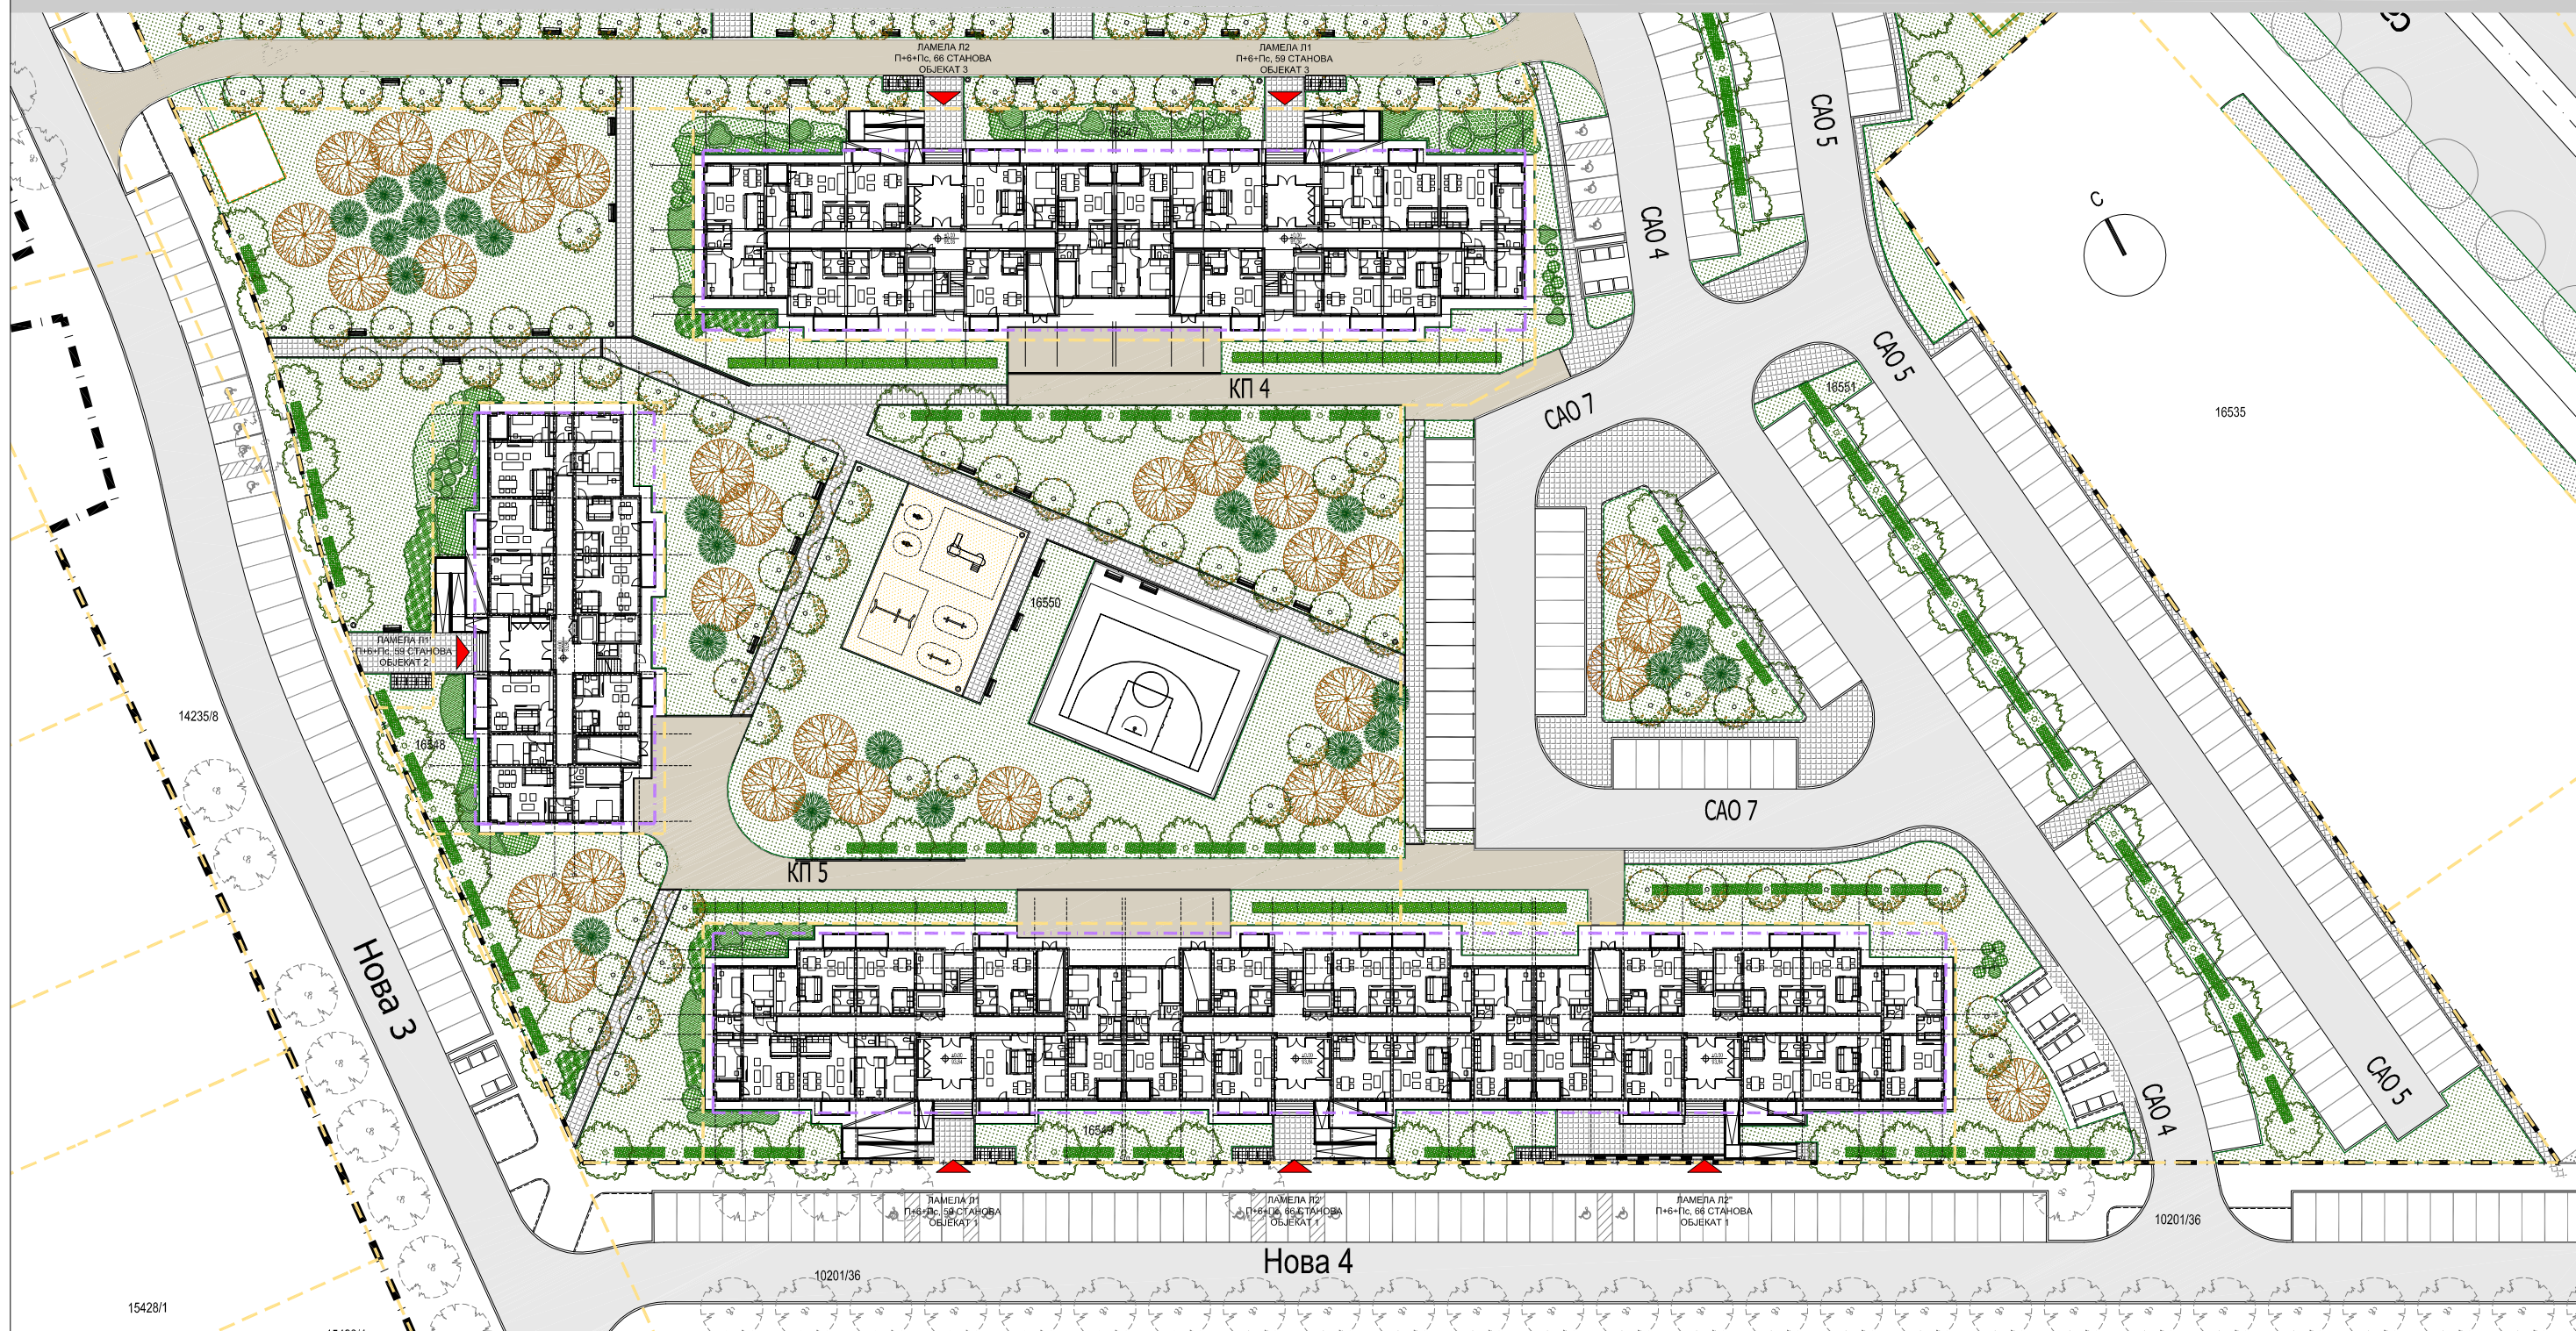 ЛАМЕЛА Л2
П+6+Пс, 66 СТАНОВА
ОБЈЕКАТ 3
ЛАМЕЛА Л1
П+6+Пс, 59 СТАНОВА
ОБЈЕКАТ 3
16547
САО 5
САО 4
С
КП 4
САО 7
САО 5
16551
16535
16550
ЛАМЕЛА Л1
П+6+Пс, 59 СТАНОВА
ОБЈЕКАТ 2
14235/8
16548
САО 7
КП 5
Нова 3
16549
САО 4
САО 5
ЛАМЕЛА Л1
П+6+Пс, 59 СТАНОВА
ОБЈЕКАТ 1
ЛАМЕЛА Л2'
П+6+Пс, 66 СТАНОВА
ОБЈЕКАТ 1
ЛАМЕЛА Л2"
П+6+Пс, 66 СТАНОВА
ОБЈЕКАТ 1
10201/36
Нова 4
10201/36
15428/1